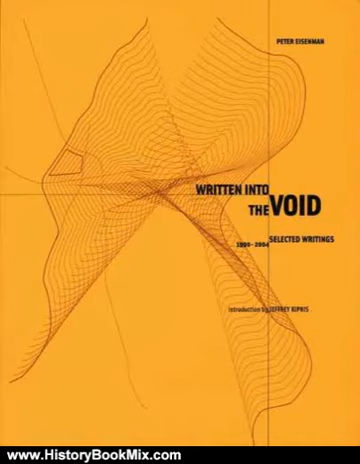 PETER EISENMAN
WRITTEN INTO
THE VOID
SELECTED WRITINGS
1990-2004
introduction by JEFFREY KIPNIS
www.HistoryBookMix.com